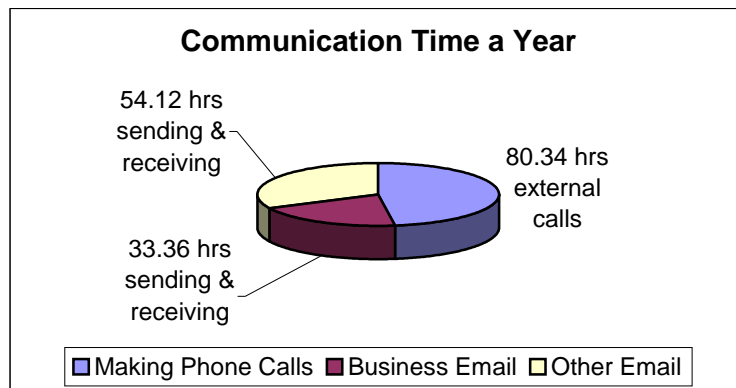 Communication Time a Year
54.12 hrs
sending &
receiving
80.34 hrs
external
calls
33.36 hrs
sending &
receiving
Making Phone Calls Business Email Other Email